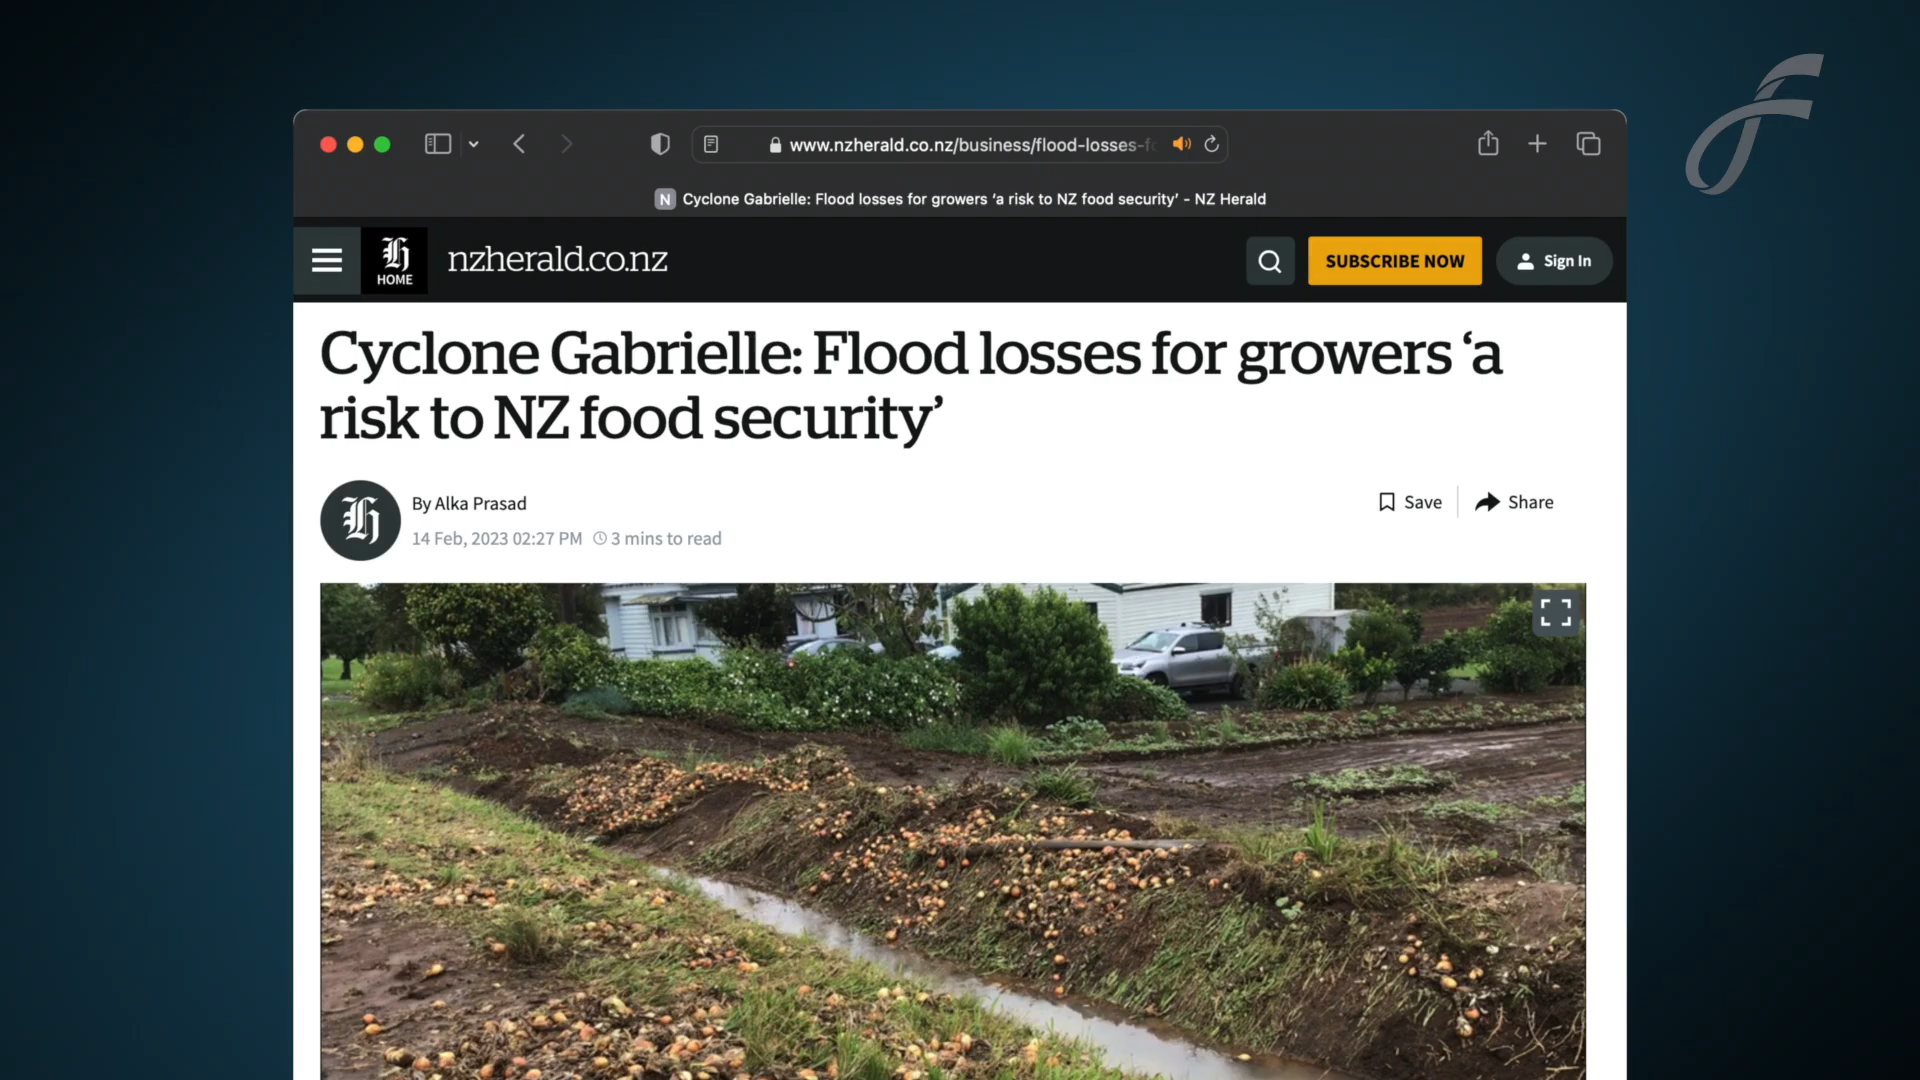 www.nzherald.co.nz/business/flood-losses-f
N Cyclone Gabrielle: Flood losses for growers ‘a risk to NZ food security’ - NZ Herald
HOME
nzherald.co.nz
SUBSCRIBE NOW
Sign In
Cyclone Gabrielle: Flood losses for growers ‘a
risk to NZ food security’
By Alka Prasad
Save
Share
14 Feb, 2023 02:27 PM
3 mins to read